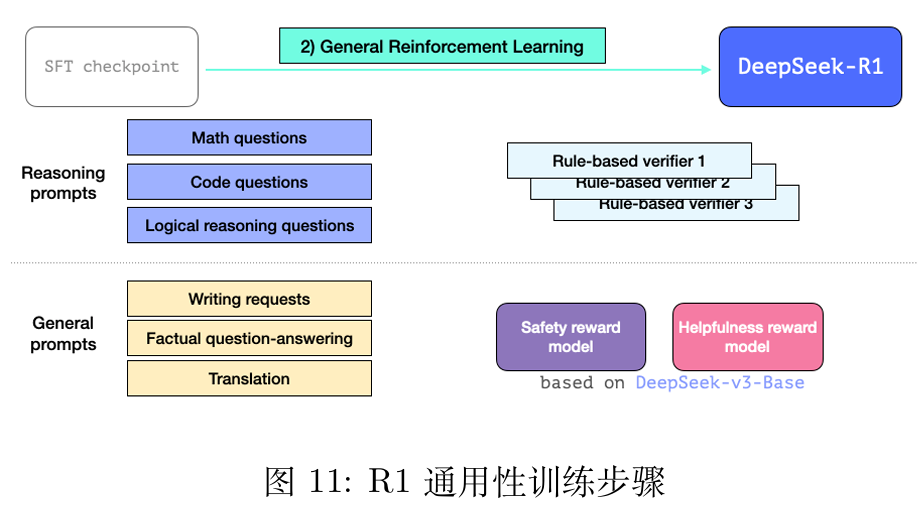 2) General Reinforcement Learning
SFT checkpoint
DeepSeek-R1
Reasoning
prompts
Math questions
Code questions
Logical reasoning questions
Rule-based verifier 1
Rule-based verifier 2
Rule-based verifier 3
General
prompts
Writing requests
Factual question-answering
Translation
Safety reward
model
Helpfulness reward
model
based on DeepSeek-v3-Base
图 11: R1 通用性训练步骤